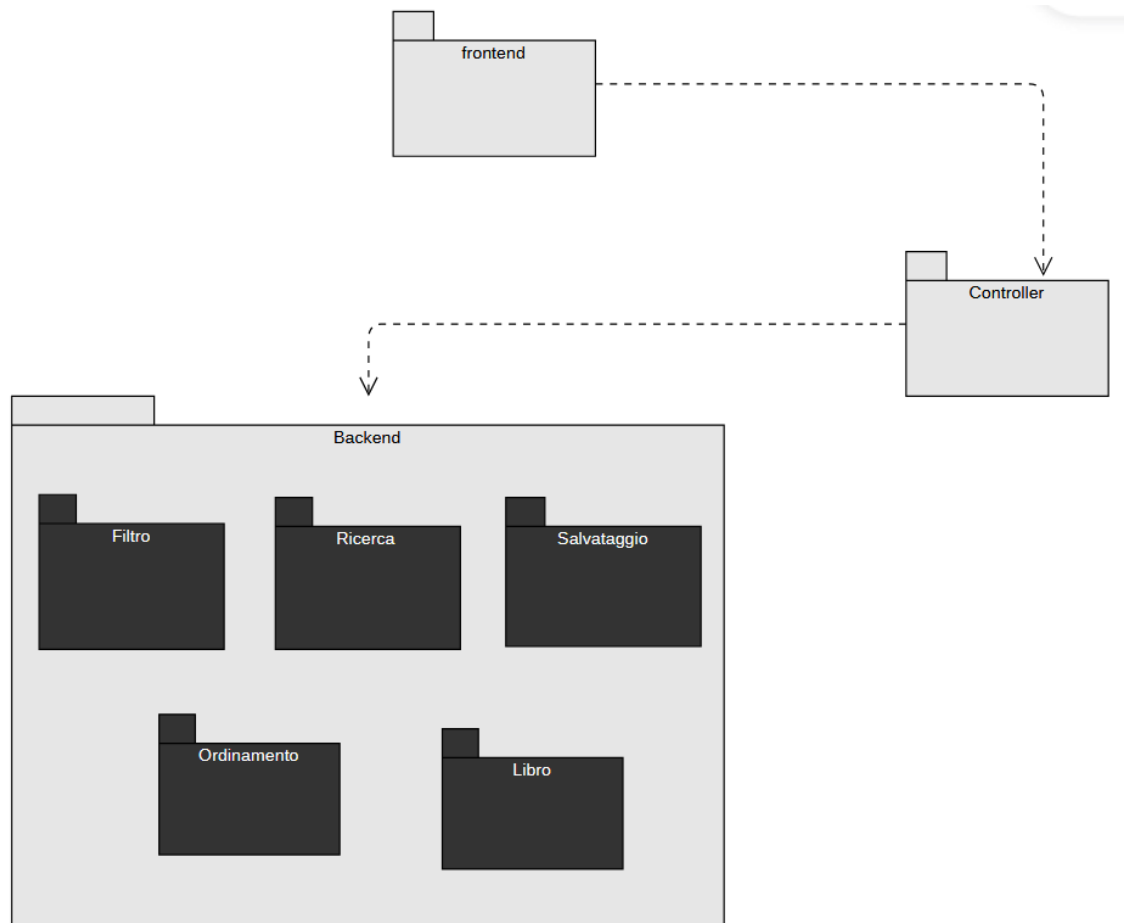 frontend
Controller
Backend
Filtro
Ricerca
Salvataggio
Ordinamento
Libro